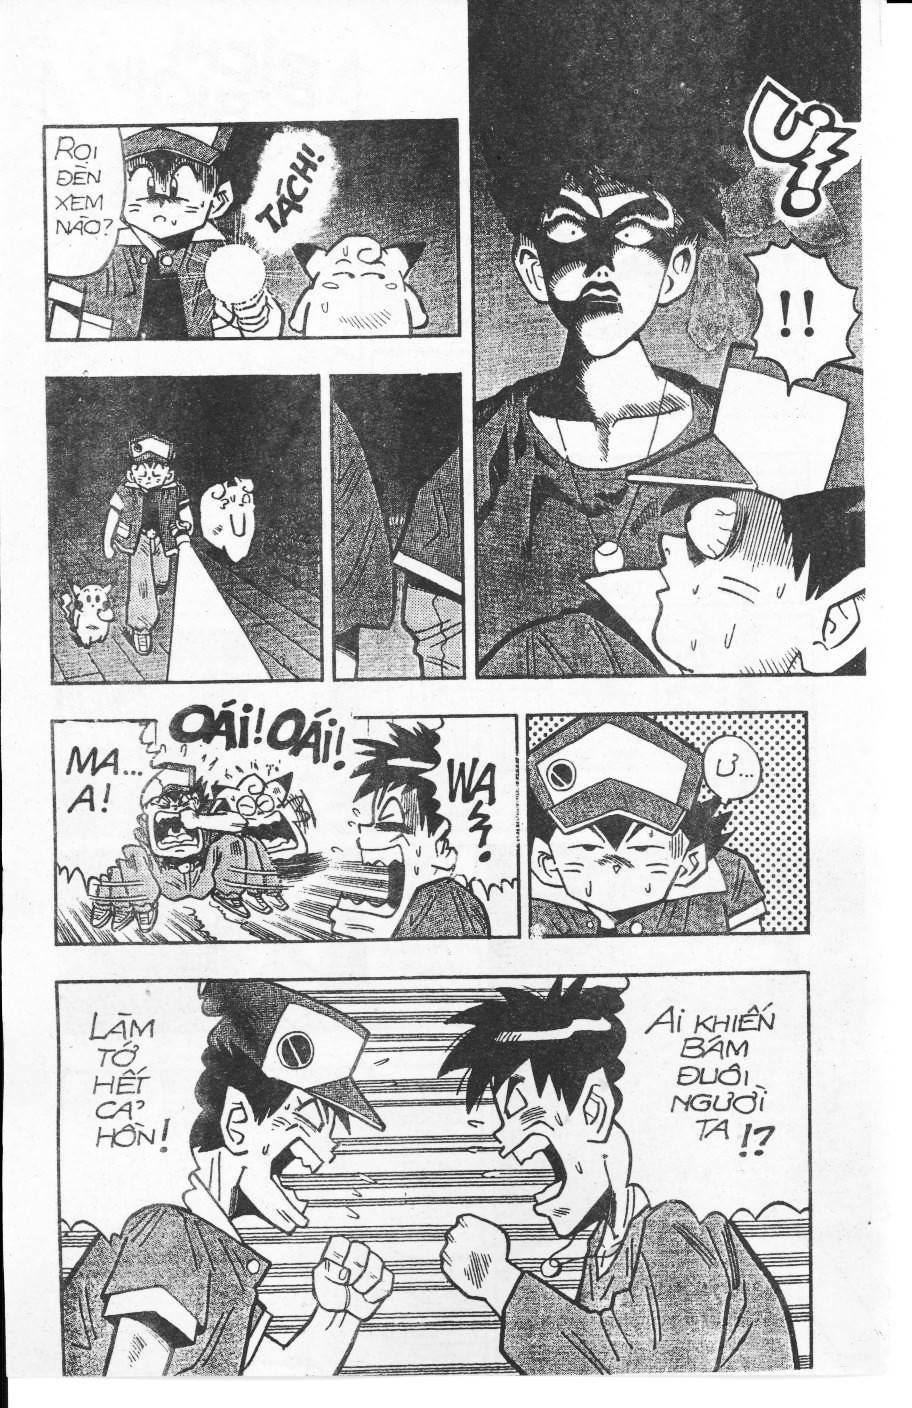 RỌI
ĐÈN
XEM
NÀO?
TÁCH!
Ư!
!!
MA...
A!
OÁI! OÁI!
WA
Ư...
LÀM
TỚ
HẾT
CẢ
HỒN!
AI KHIẾN
BÁM
ĐUÔI
NGƯỜI
TA !?